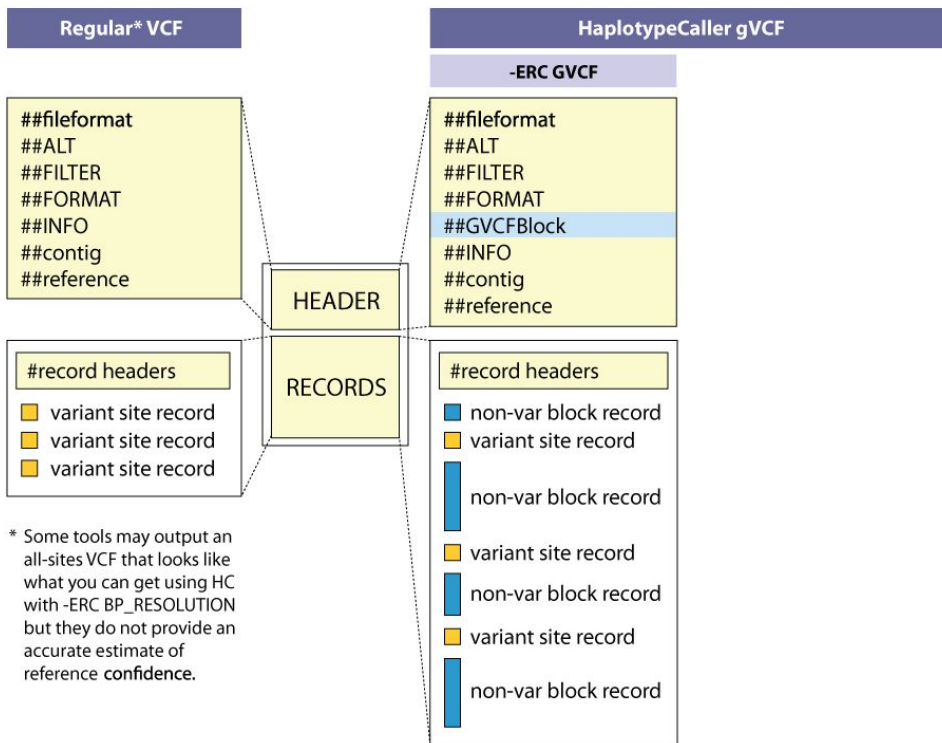 Regular* VCF
##fileformat
##ALT
##FILTER
##FORMAT
##INFO
##contig
##reference
#record headers
variant site record
variant site record
variant site record
* Some tools may output an
all-sites VCF that looks like
what you can get using HC
with -ERC BP_RESOLUTION
but they do not provide an
accurate estimate of
reference confidence.
HEADER
RECORDS
HaplotypeCaller gVCF
-ERC GVCF
##fileformat
##ALT
##FILTER
##FORMAT
##GVCFBlock
##INFO
##contig
##reference
#record headers
non-var block record
variant site record
non-var block record
variant site record
non-var block record
variant site record
non-var block record